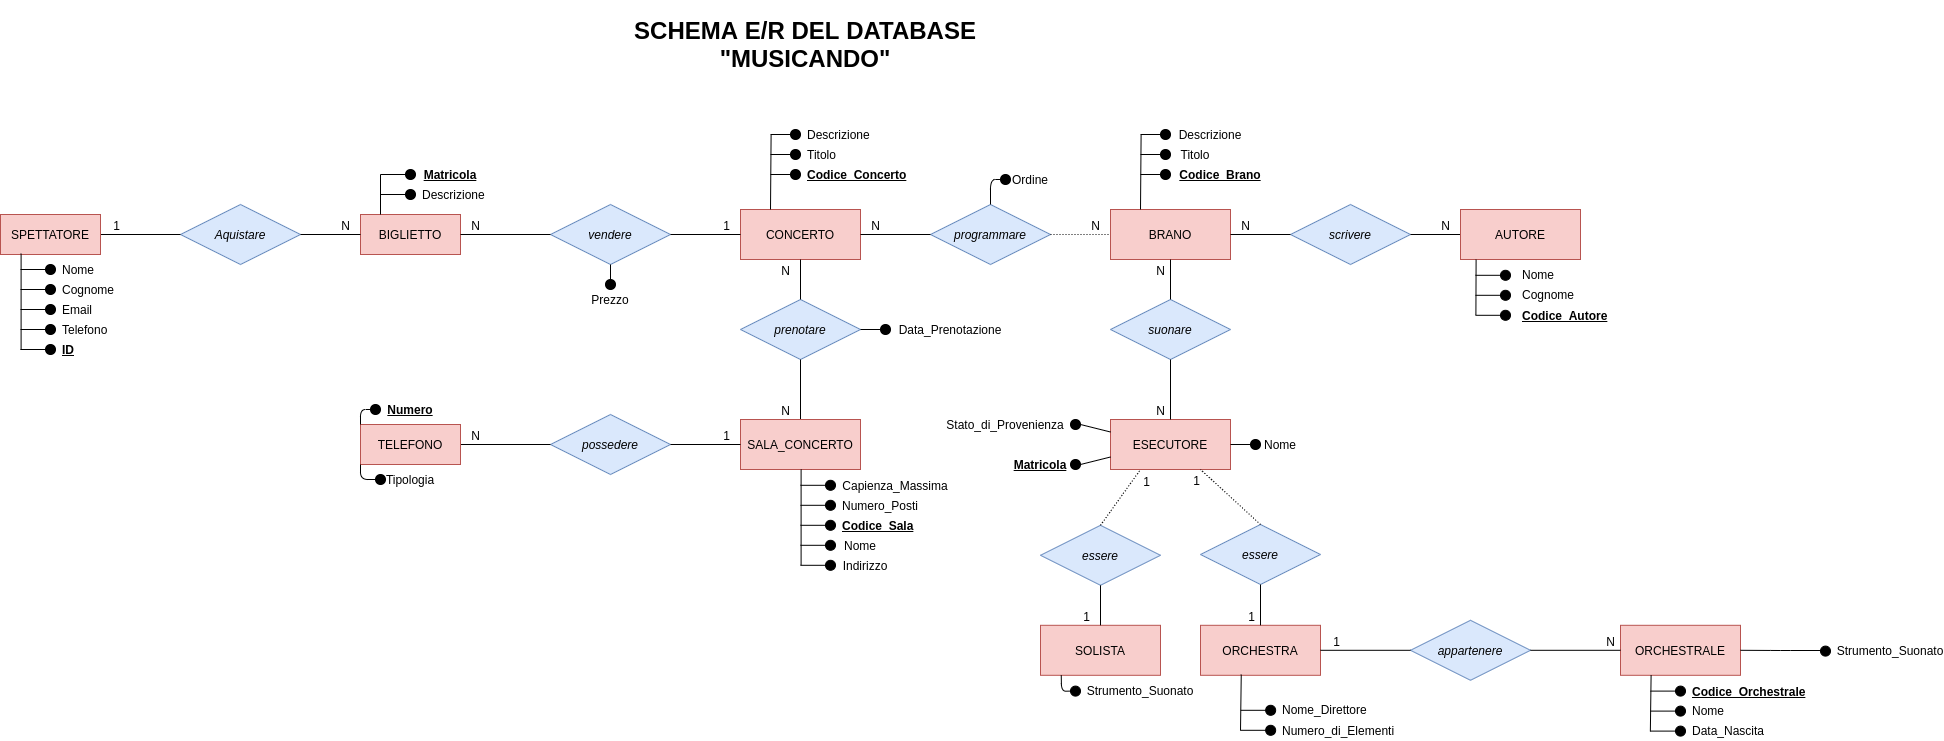 SCHEMA E/R DEL DATABASE
"MUSICANDO"
Descrizione
Titolo
Codice_Concerto
Descrizione
Titolo
Codice_Brano
Matricola
Descrizione
Ordine
SPETTATORE
1
Aquistare
N
BIGLIETTO
N
vendere
1
CONCERTO
N
programmare
N
BRANO
N
scrivere
N
AUTORE
Nome
Cognome
Email
Telefono
ID
Prezzo
N
prenotare
Data_Prenotazione
N
N
suonare
N
Nome
Cognome
Codice_Autore
Numero
TELEFONO
Tipologia
N
possedere
1
SALA_CONCERTO
Capienza_Massima
Numero_Posti
Codice_Sala
Nome
Indirizzo
Stato_di_Provenienza
Matricola
ESECUTORE
Nome
1
1
essere
essere
1
1
SOLISTA
Strumento_Suonato
ORCHESTRA
Nome_Direttore
Numero_di_Elementi
1
appartenere
N
ORCHESTRALE
Strumento_Suonato
Codice_Orchestrale
Nome
Data_Nascita